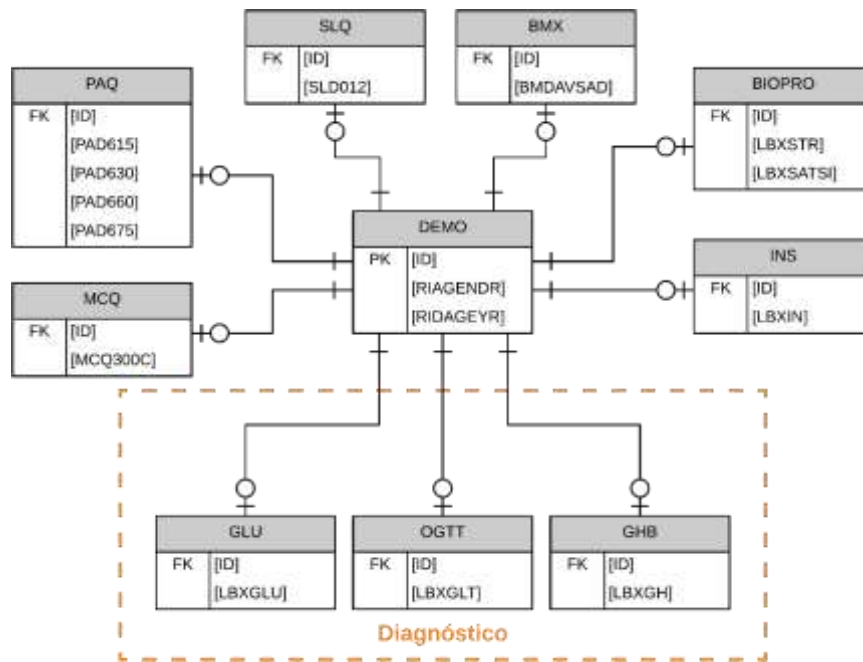 SLQ
FK [ID]
[SLD012]
BMX
FK [ID]
[BMDAVSAD]
PAQ
FK [ID]
[PAD615]
[PAD630]
[PAD660]
[PAD675]
BIOPRO
FK [ID]
[LBXSTR]
[LBXSATSI]
DEMO
PK [ID]
[RIAGENDR]
[RIDAGEYR]
MCQ
FK [ID]
[MCQ300C]
INS
FK [ID]
[LBXIN]
GLU
FK [ID]
[LBXGLU]
OGTT
FK [ID]
[LBXGLT]
GHB
FK [ID]
[LBXGH]
Diagnóstico